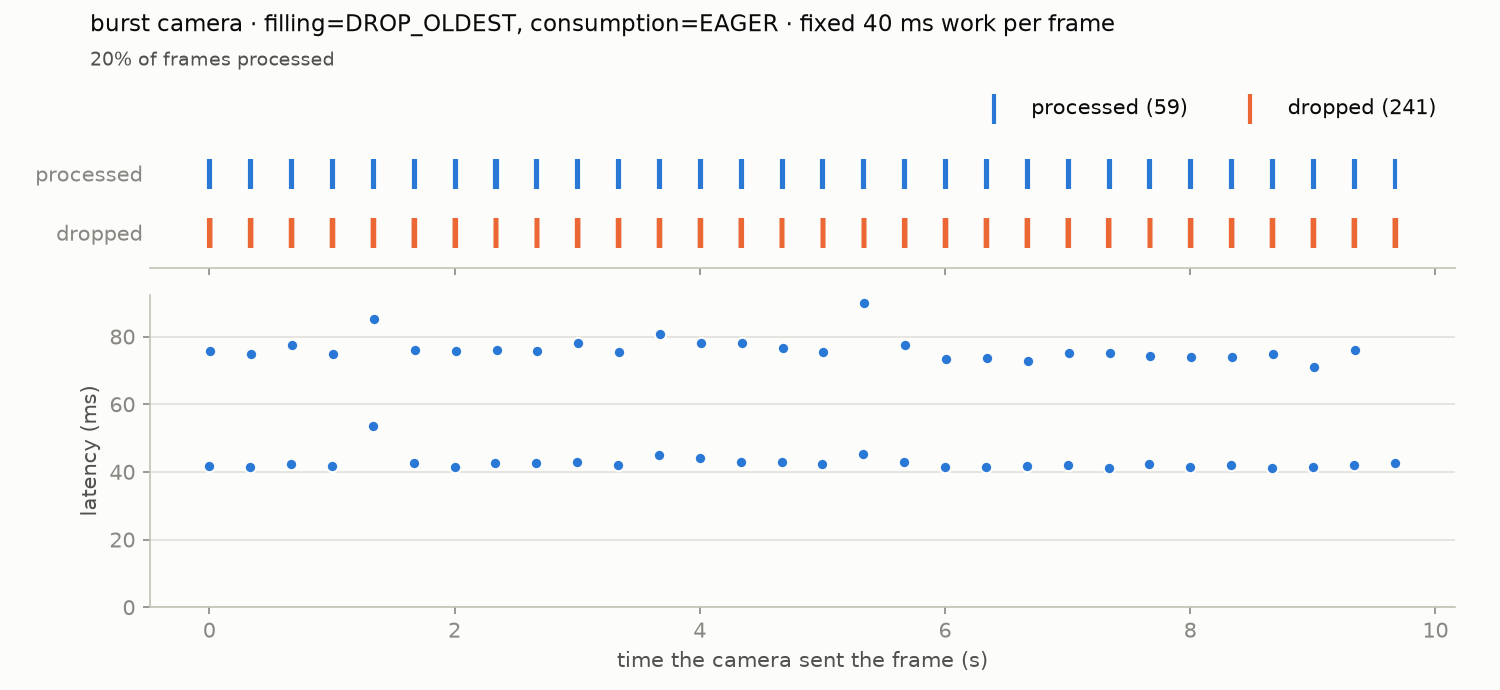 burst camera · filling=DROP_OLDEST, consumption=EAGER · fixed 40 ms work per frame
20% of frames processed
processed (59)
dropped (241)
processed
dropped
80
60
40
20
0
latency (ms)
0 2 4 6 8 10
time the camera sent the frame (s)